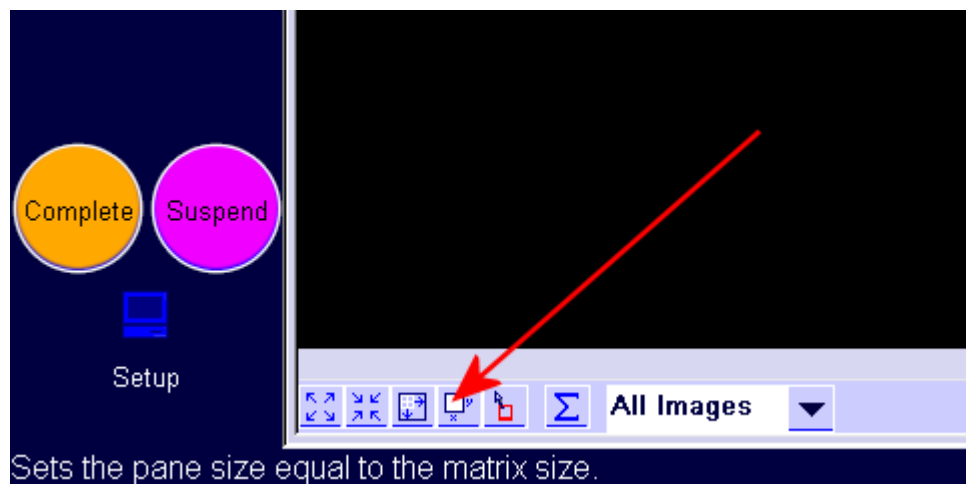 Complete
Suspend
Setup
y
x
Σ
All Images
Sets the pane size equal to the matrix size.